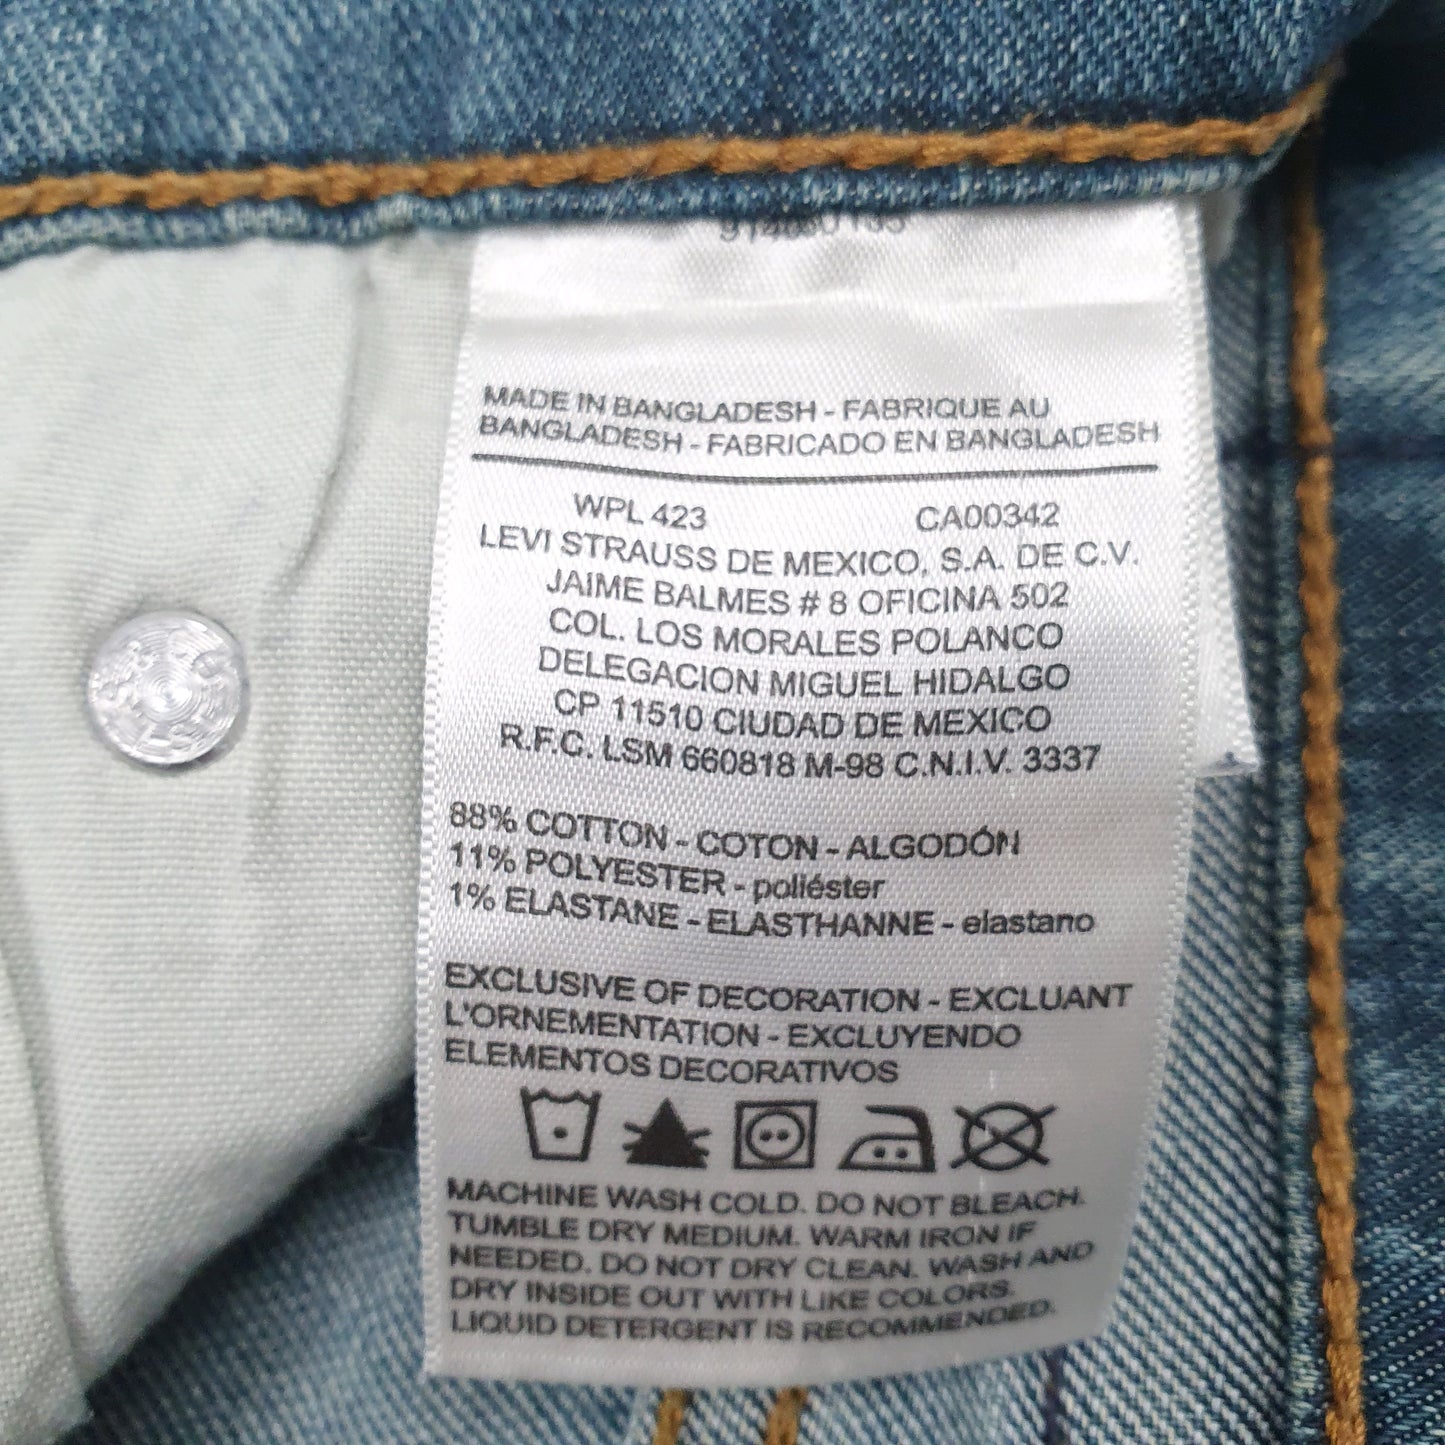 MADE IN BANGLADESH - FABRIQUE AU
BANGLADESH - FABRICADO EN BANGLADESH
WPL 423 CA00342
LEVI STRAUSS DE MEXICO, S.A. DE C.V.
JAIME BALMES # 8 OFICINA 502
COL. LOS MORALES POLANCO
DELEGACION MIGUEL HIDALGO
CP 11510 CIUDAD DE MEXICO
R.F.C. LSM 660818 M-98 C.N.I.V. 3337
88% COTTON - COTON - ALGODÓN
11% POLYESTER - poliéster
1% ELASTANE - ELASTHANNE - elastano
EXCLUSIVE OF DECORATION - EXCLUANT
L'ORNEMENTATION - EXCLUYENDO
ELEMENTOS DECORATIVOS
MACHINE WASH COLD. DO NOT BLEACH.
TUMBLE DRY MEDIUM. WARM IRON IF
NEEDED. DO NOT DRY CLEAN. WASH AND
DRY INSIDE OUT WITH LIKE COLORS.
LIQUID DETERGENT IS RECOMMENDED.